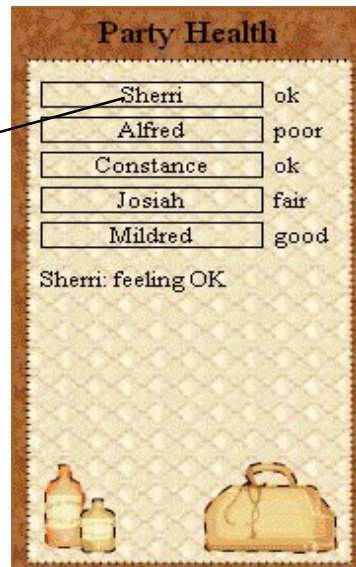 Party Health
Sherri ok
Alfred poor
Constance ok
Josiah fair
Mildred good
Sherri: feeling OK